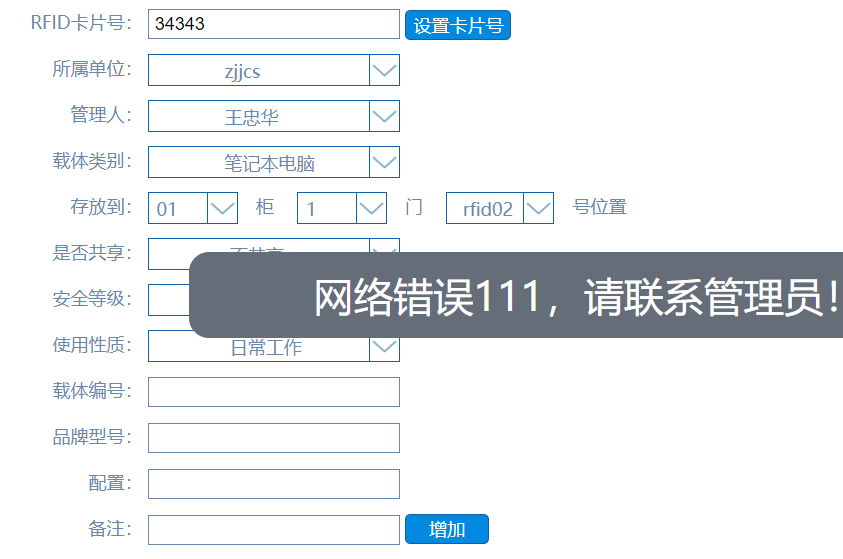 RFID卡片号： 34343 设置卡片号
所属单位： zjjcs
管理人： 王忠华
载体类别： 笔记本电脑
存放到： 01 柜 1 门 rfid02 号位置
是否共享：
网络错误111，请联系管理员！
安全等级：
使用性质： 日常工作
载体编号：
品牌型号：
配置：
备注： 增加